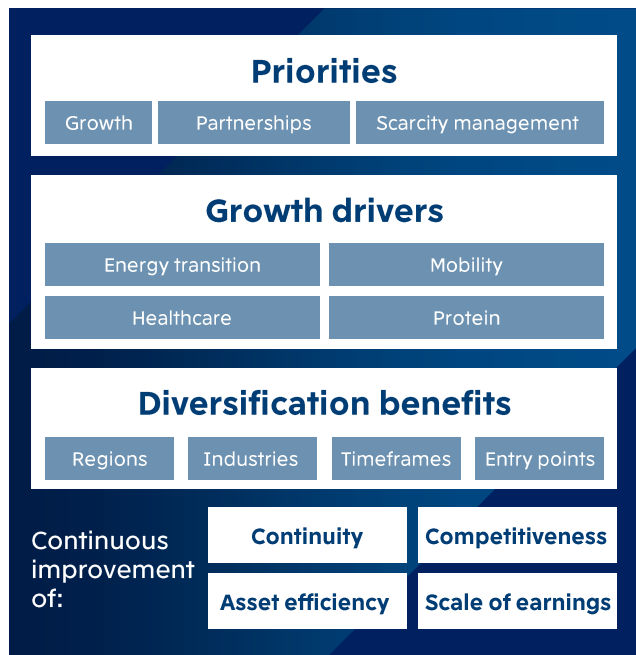 Priorities
Growth Partnerships Scarcity management
Growth drivers
Energy transition Mobility
Healthcare Protein
Diversification benefits
Regions Industries Timeframes Entry points
Continuous
improvement
of:
Continuity Competitiveness
Asset efficiency Scale of earnings